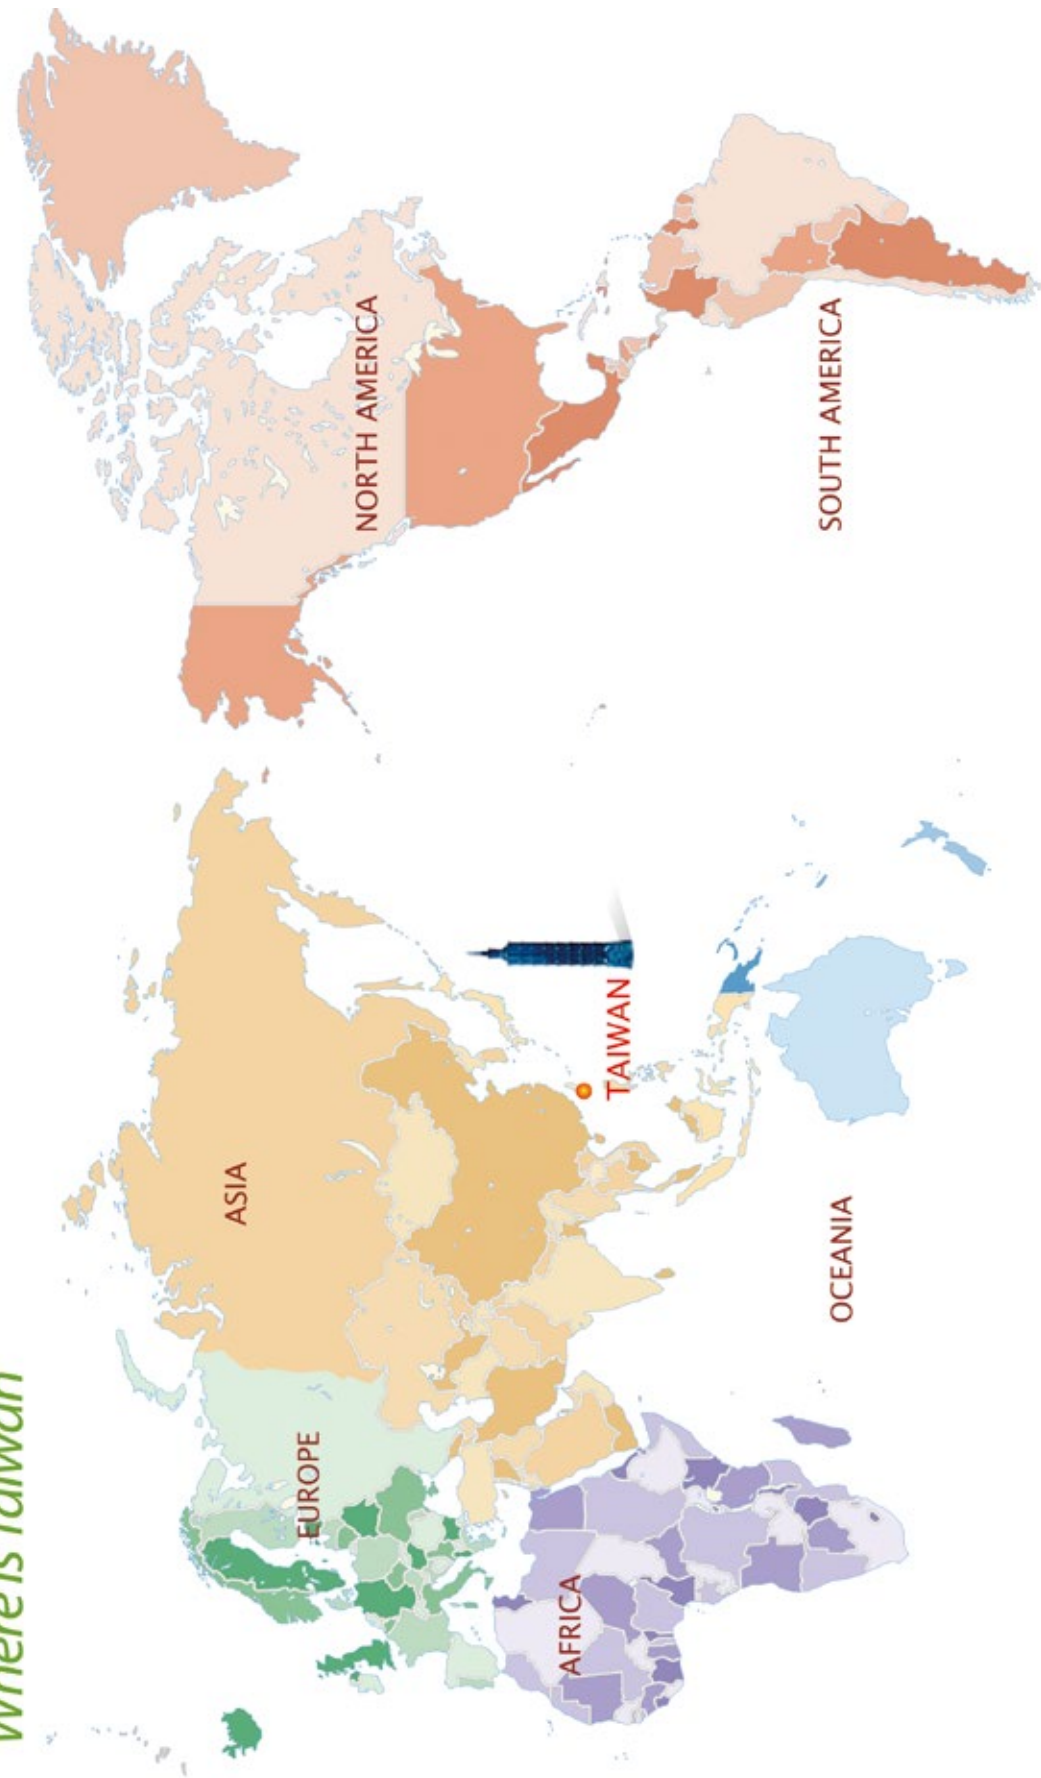 Where is Taiwan
NORTH AMERICA
ASIA
EUROPE
TAIWAN
AFRICA
OCEANIA
SOUTH AMERICA